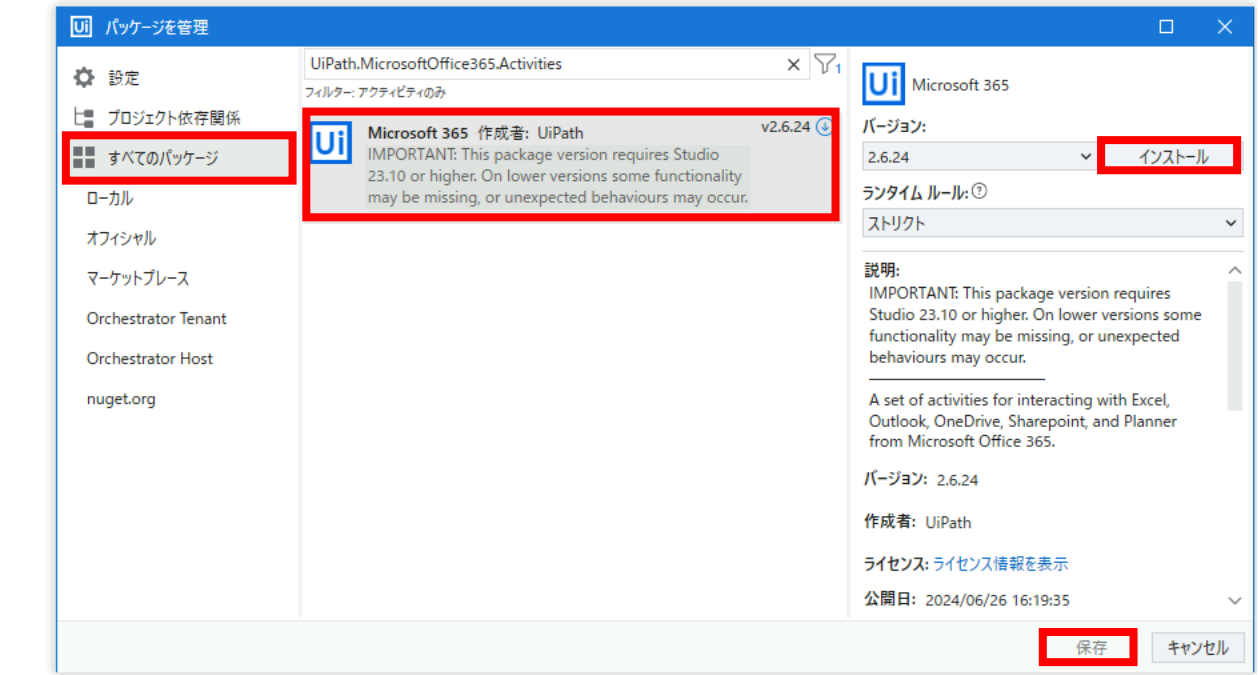 Ui パッケージを管理
設定
プロジェクト依存関係
すべてのパッケージ
ローカル
オフィシャル
マーケットプレース
Orchestrator Tenant
Orchestrator Host
nuget.org
UiPath.MicrosoftOffice365.Activities
1
フィルター: アクティビティのみ
Ui
Microsoft 365 作成者: UiPath
v2.6.24
IMPORTANT: This package version requires Studio
23.10 or higher. On lower versions some functionality
may be missing, or unexpected behaviours may occur.
Ui Microsoft 365
バージョン:
2.6.24
インストール
ランタイム ルール: ?
ストリクト
説明:
IMPORTANT: This package version requires
Studio 23.10 or higher. On lower versions some
functionality may be missing, or unexpected
behaviours may occur.
A set of activities for interacting with Excel,
Outlook, OneDrive, Sharepoint, and Planner
from Microsoft Office 365.
バージョン: 2.6.24
作成者: UiPath
ライセンス: ライセンス情報を表示
公開日: 2024/06/26 16:19:35
保存
キャンセル